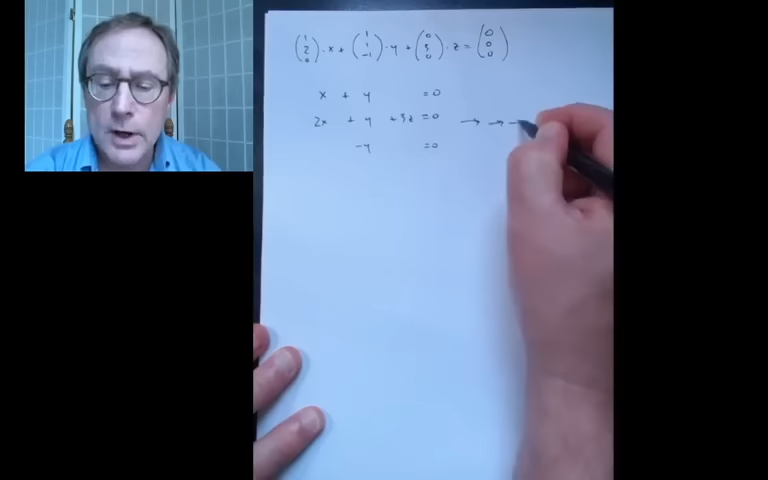 (1 2 0) · x + (1 1 -1) · y + (0 3 0) · z = (0 0 0)
x + y = 0
2x + y + 3z = 0 → → →
-y = 0